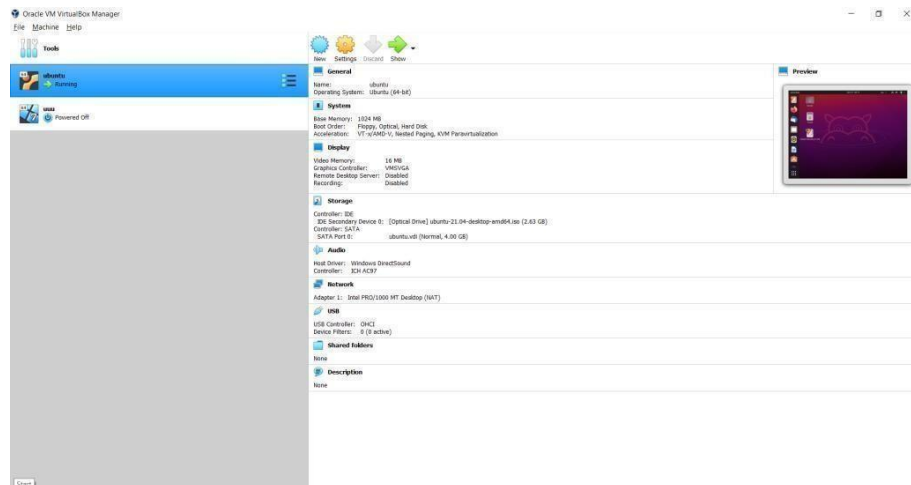 Oracle VM VirtualBox Manager
File Machine Help
Tools
New Settings Discard Show
ubuntu
Running
uuu
Powered Off
General
Name: ubuntu
Operating System: Ubuntu (64-bit)
System
Base Memory: 1024 MB
Boot Order: Floppy, Optical, Hard Disk
Acceleration: VT-x/AMD-V, Nested Paging, KVM Paravirtualization
Display
Video Memory: 16 MB
Graphics Controller: VMSVGA
Remote Desktop Server: Disabled
Recording: Disabled
Storage
Controller: IDE
IDE Secondary Device 0: [Optical Drive] ubuntu-21.04-desktop-amd64.iso (2.63 GB)
Controller: SATA
SATA Port 0: ubuntu.vdi (Normal, 4.00 GB)
Audio
Host Driver: Windows DirectSound
Controller: ICH AC97
Network
Adapter 1: Intel PRO/1000 MT Desktop (NAT)
USB
USB Controller: OHCI
Device Filters: 0 (0 active)
Shared folders
None
Description
None
Preview
Start